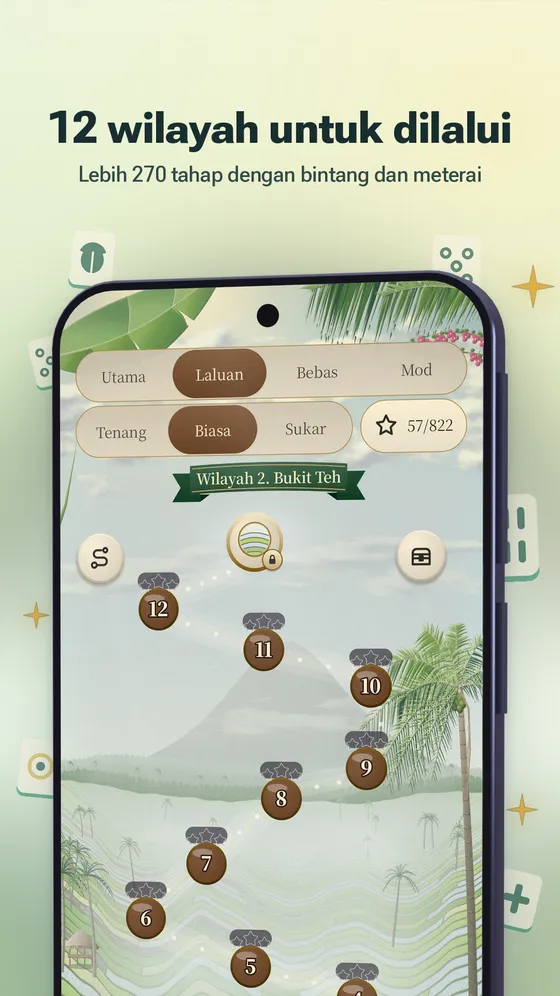 12 wilayah untuk dilalui
Lebih 270 tahap dengan bintang dan meterai
Utama Laluan Bebas Mod
Tenang Biasa Sukar 57/822
Wilayah 2. Bukit Teh
12
11
10
9
8
7
6
5
4